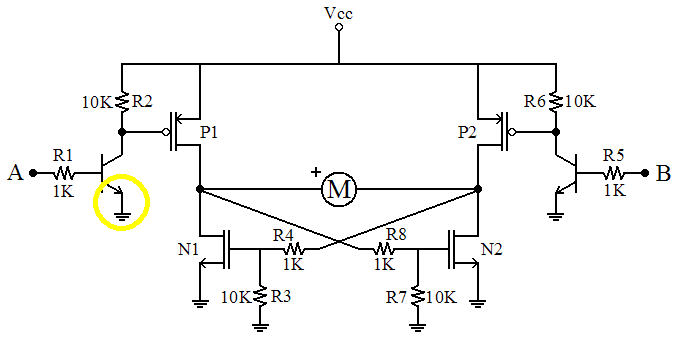 Vcc
10K R2
R6 10K
P1
P2
A
R1
1K
R5
1K
B
+
M
N1
R4
1K
R8
1K
N2
10K R3
R7 10K